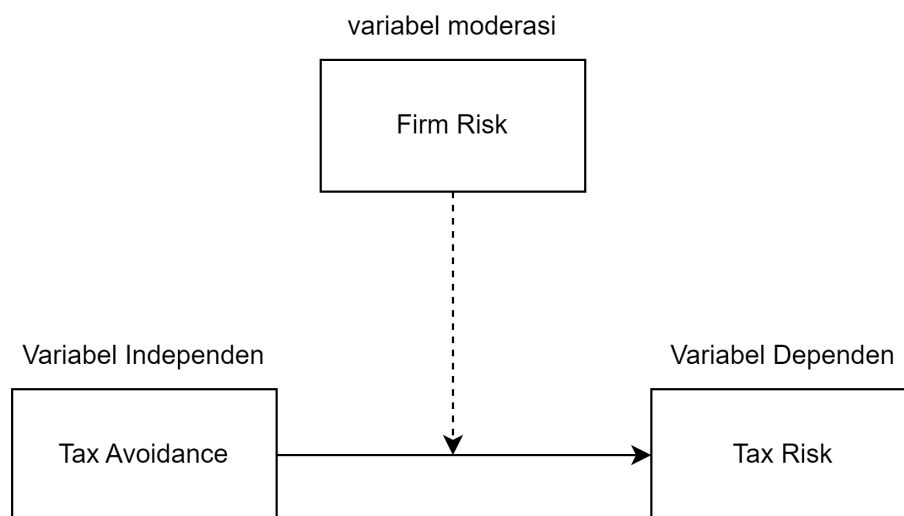 variabel moderasi
Firm Risk
Variabel Independen
Variabel Dependen
Tax Avoidance
Tax Risk